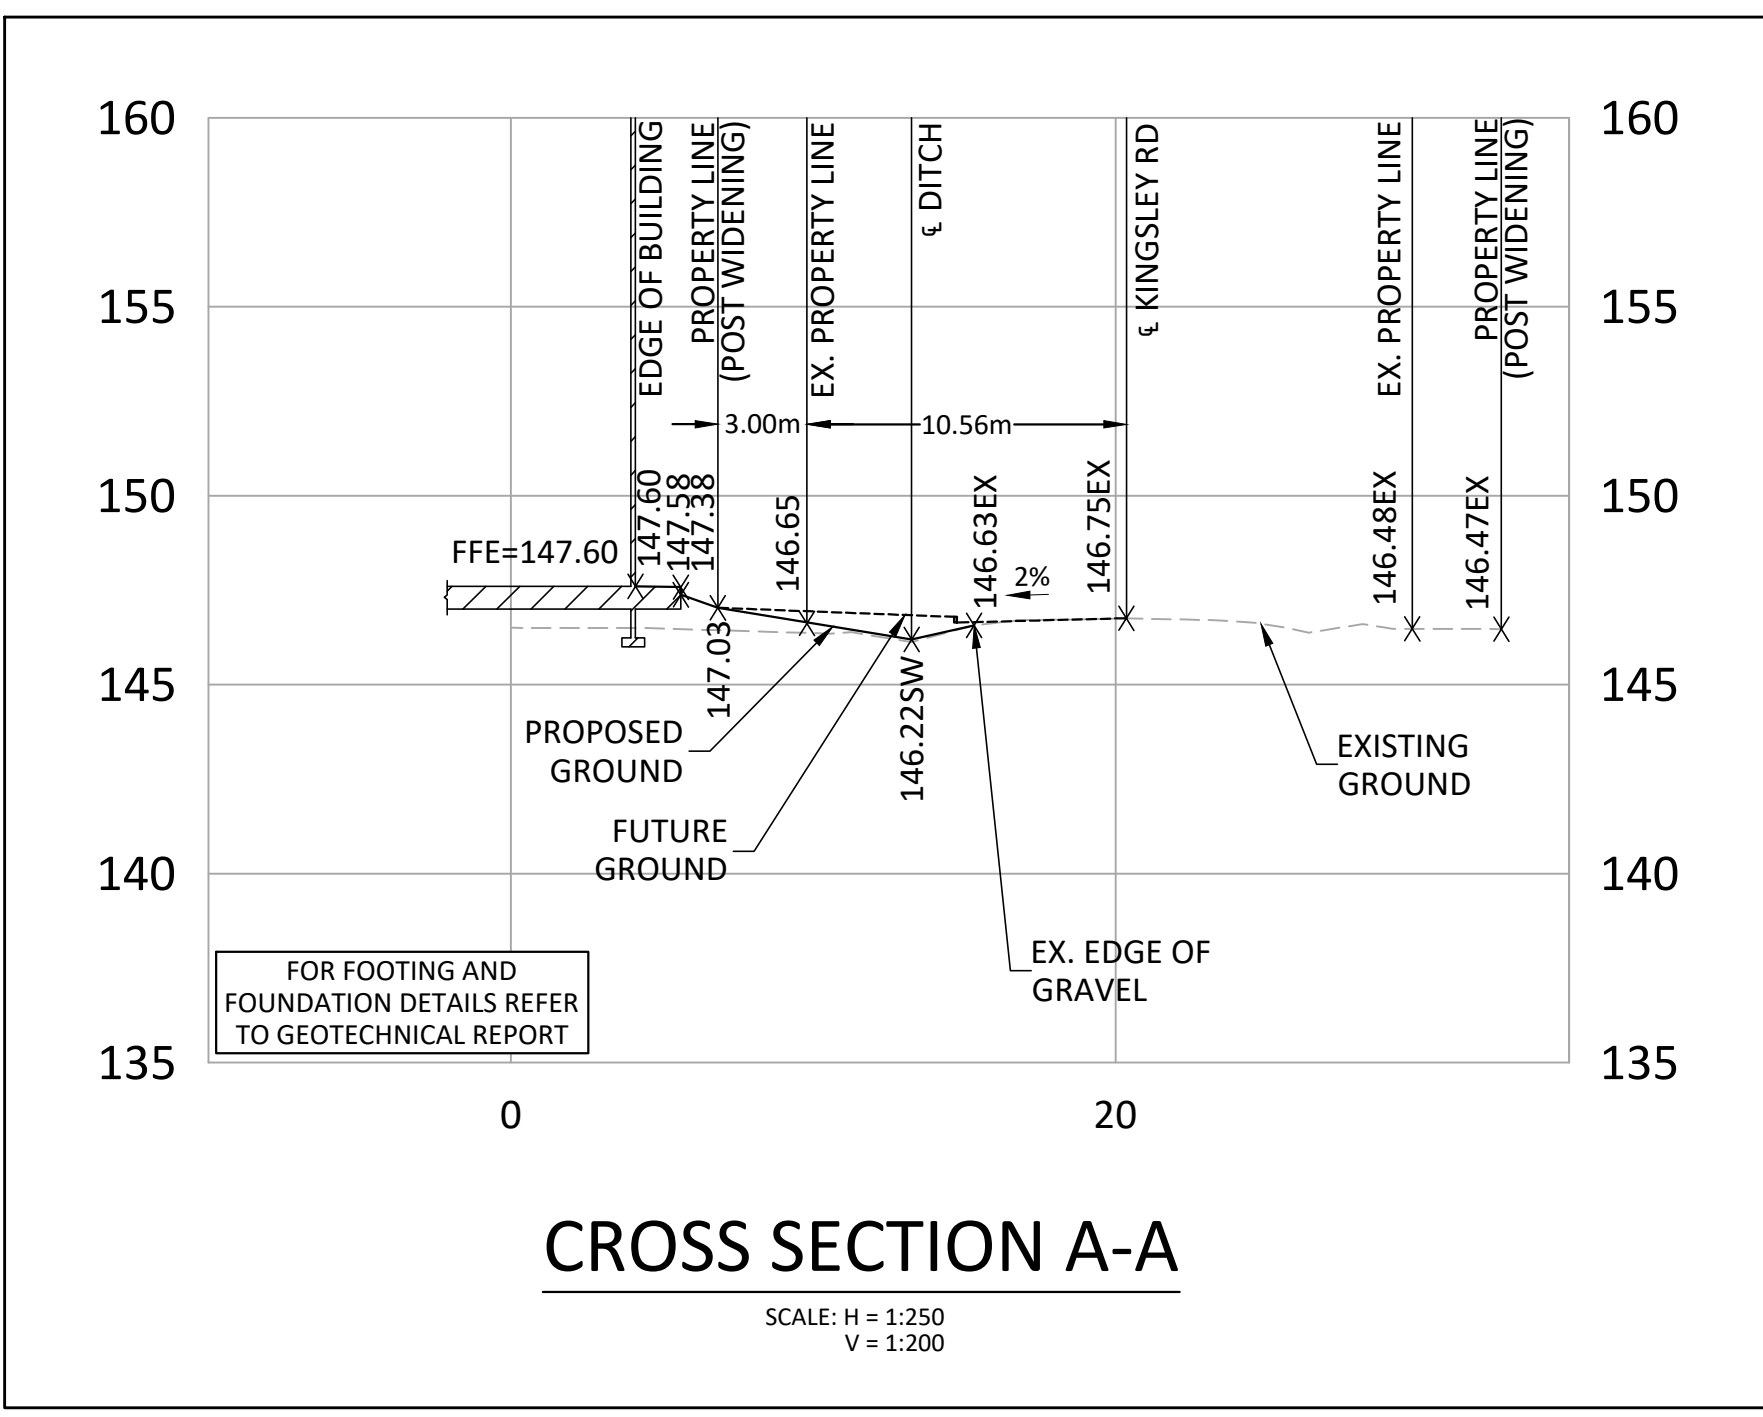 160
160
155
155
150
150
145
145
140
140
135
135
0
20
EDGE OF BUILDING
PROPERTY LINE
(POST WIDENING)
EX. PROPERTY LINE
℄ DITCH
℄ KINGSLEY RD
EX. PROPERTY LINE
PROPERTY LINE
(POST WIDENING)
3.00m
10.56m
FFE=147.60
147.60
147.58
147.38
147.03
146.65
146.22SW
146.63EX
2%
146.75EX
146.48EX
146.47EX
PROPOSED
GROUND
FUTURE
GROUND
EXISTING
GROUND
EX. EDGE OF
GRAVEL
FOR FOOTING AND
FOUNDATION DETAILS REFER
TO GEOTECHNICAL REPORT
CROSS SECTION A-A
SCALE: H = 1:250
V = 1:200